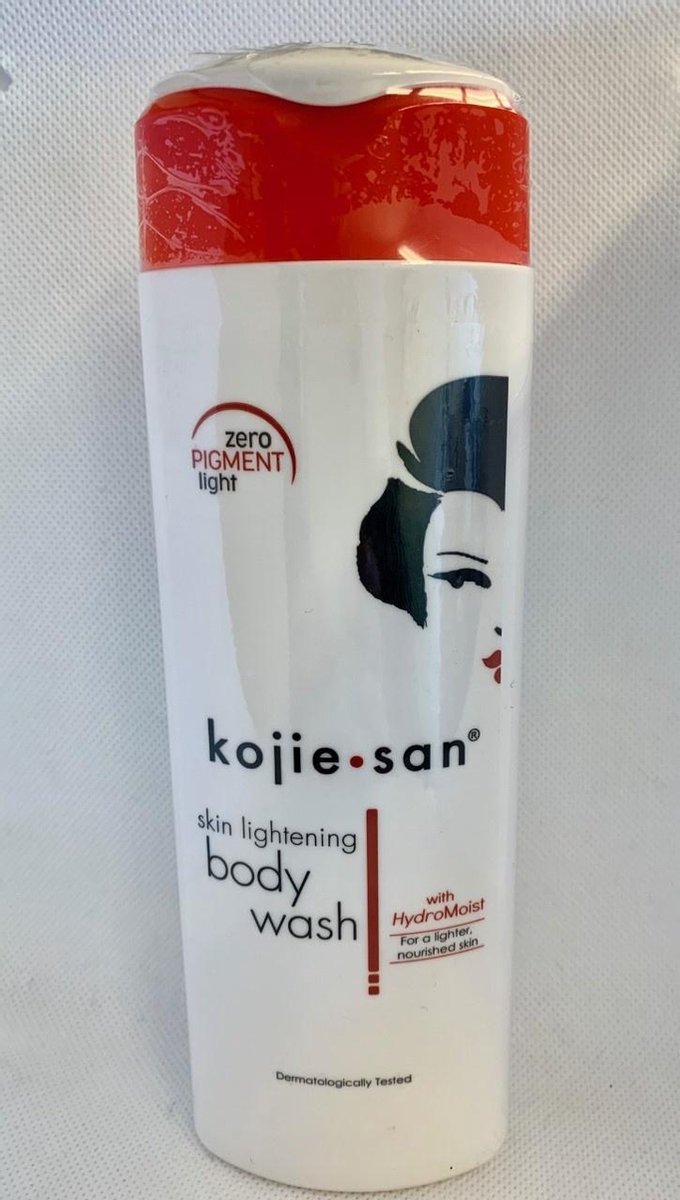 zero
PIGMENT
light
kojie•san®
skin lightening
body
wash
with
HydroMoist
For a lighter,
nourished skin
Dermatologically Tested